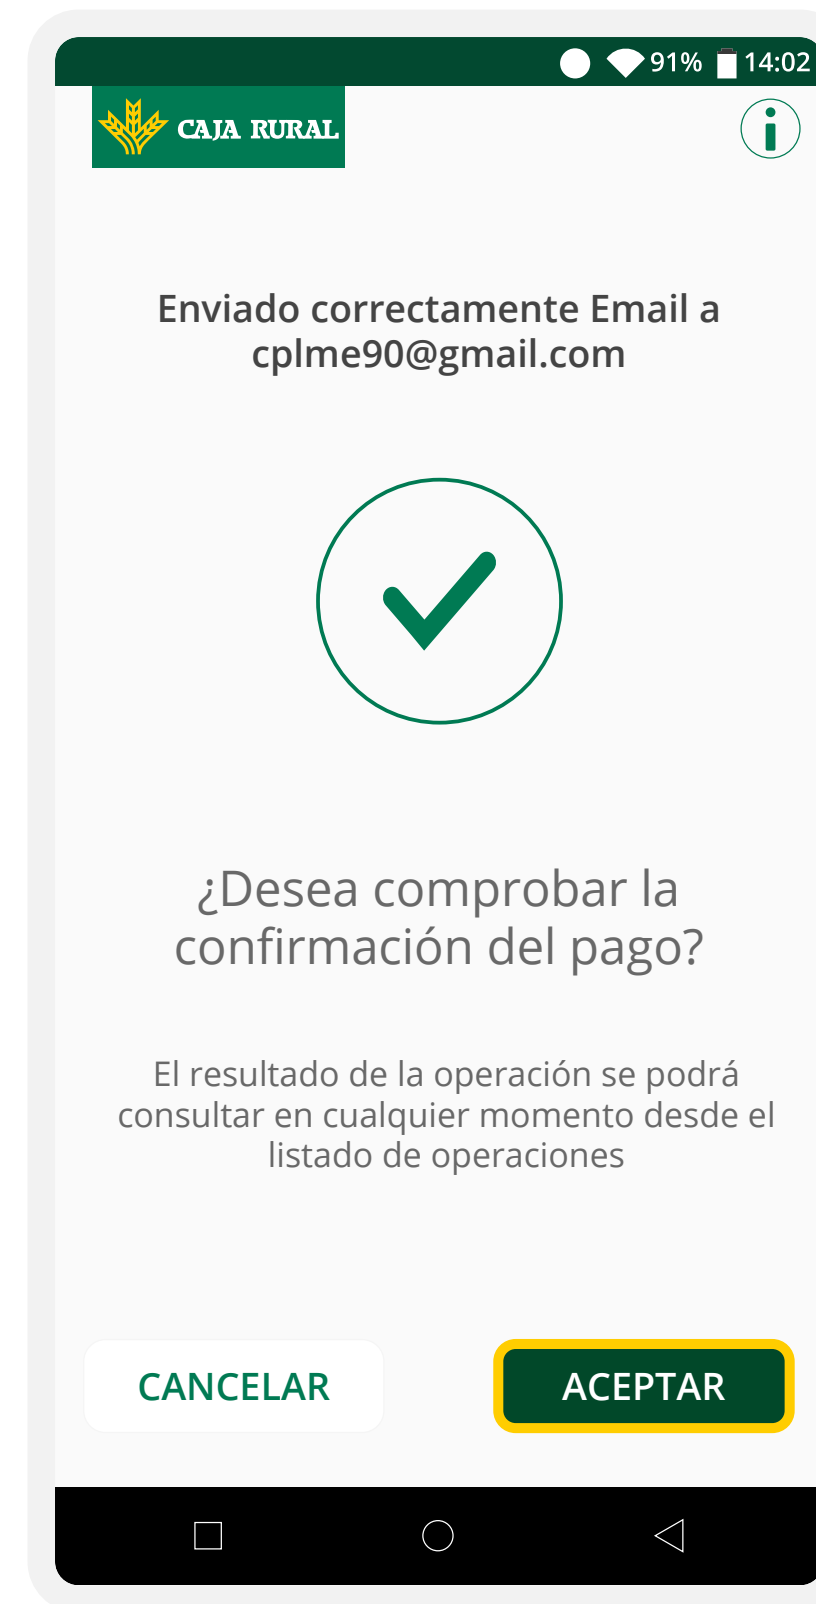 91% 14:02
CAJA RURAL
Enviado correctamente Email a
cplme90@gmail.com
¿Desea comprobar la
confirmación del pago?
El resultado de la operación se podrá
consultar en cualquier momento desde el
listado de operaciones
CANCELAR ACEPTAR